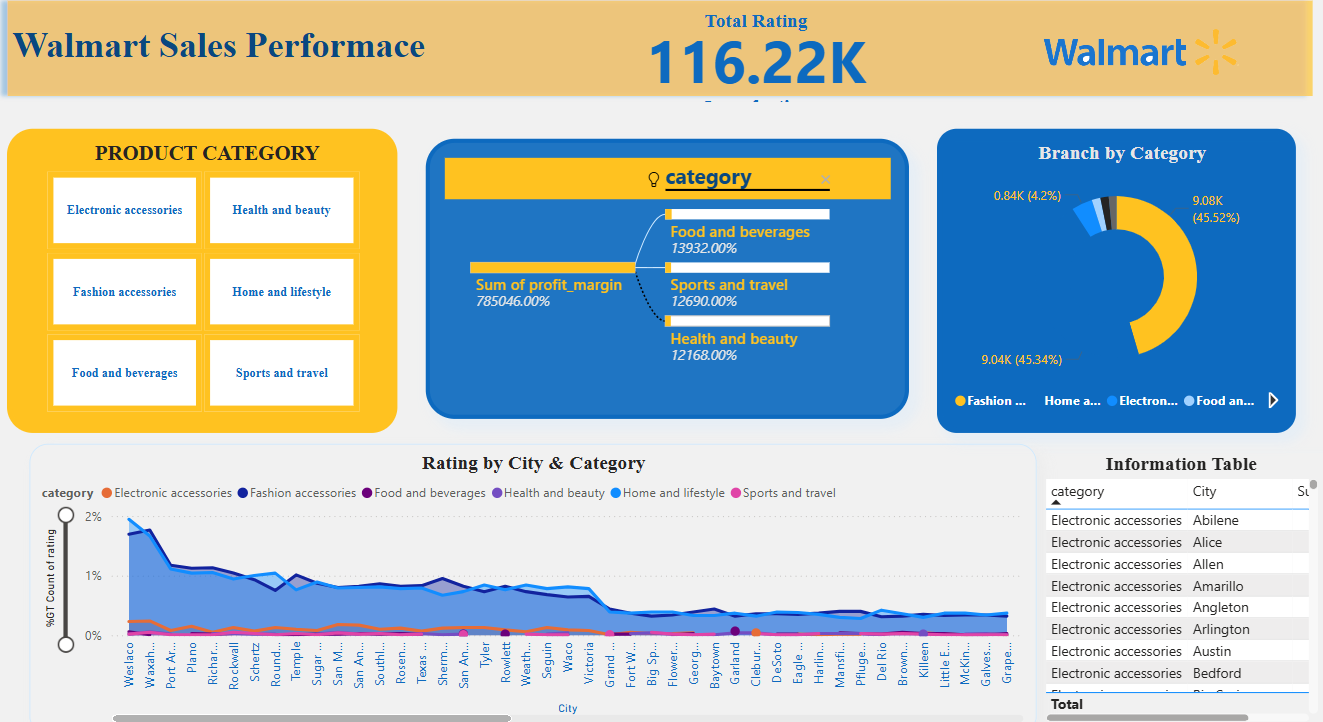 Walmart Sales Performace
Total Rating
116.22K
Walmart
PRODUCT CATEGORY
Electronic accessories
Health and beauty
Fashion accessories
Home and lifestyle
Food and beverages
Sports and travel
category
×
Food and beverages
13932.00%
Sum of profit_margin
785046.00%
Sports and travel
12690.00%
Health and beauty
12168.00%
Branch by Category
0.84K (4.2%)
9.08K
(45.52%)
9.04K (45.34%)
Fashion ... Home a... Electron... Food an...
Rating by City & Category
category Electronic accessories Fashion accessories Food and beverages Health and beauty Home and lifestyle Sports and travel
%GT Count of rating
2%
1%
0%
Weslaco
Waxah...
Port Ar...
Plano
Richar...
Rockwall
Schertz
Round...
Temple
Sugar ...
San M...
San An...
Southl...
Rosen...
Texas ...
Sherm...
San An...
Tyler
Rowlett
Weath...
Seguin
Waco
Victoria
Grand ...
Fort W...
Big Sp...
Flower...
Georg...
Baytown
Garland
Clebur...
DeSoto
Eagle ...
Harlin...
Mansfi...
Pfluge...
Del Rio
Brown...
Killeen
Little E...
McKin...
Galves...
Grape...
City
Information Table
category City Su
Electronic accessories Abilene
Electronic accessories Alice
Electronic accessories Allen
Electronic accessories Amarillo
Electronic accessories Angleton
Electronic accessories Arlington
Electronic accessories Austin
Electronic accessories Bedford
Total